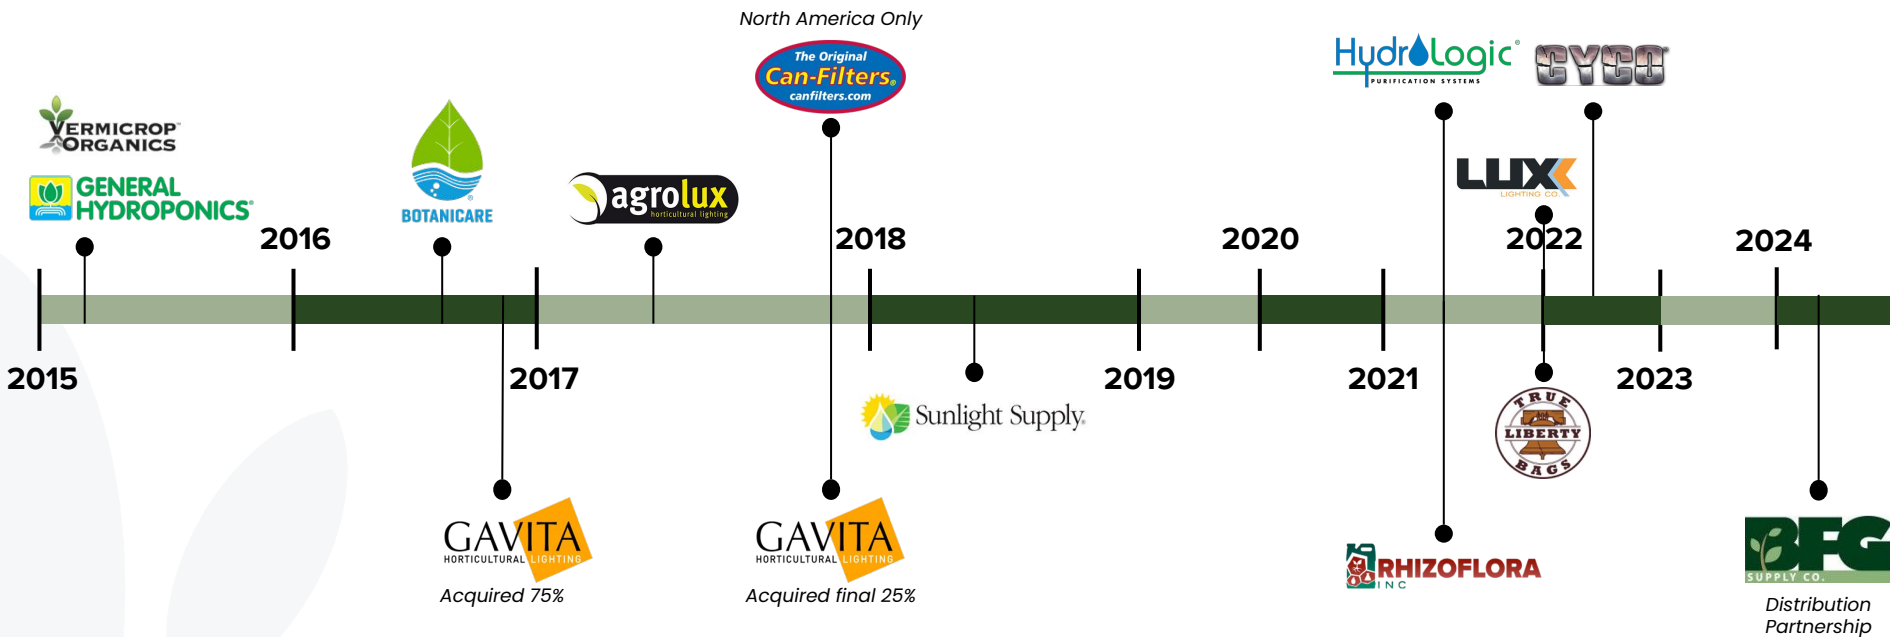 North America Only
The Original
Can-Filters®
canfilters.com
HydroLogic®
PURIFICATION SYSTEMS
CYCO
VERMICROP™
ORGANICS
GENERAL
HYDROPONICS®
BOTANICARE®
agrolux
horticultural lighting
LUXX
LIGHTING CO.
2016
2018
2020
2022
2024
2015
2017
2019
2021
2023
Sunlight Supply®
TRUE
LIBERTY
BAGS
GAVITA
HORTICULTURAL LIGHTING
Acquired 75%
GAVITA
HORTICULTURAL LIGHTING
Acquired final 25%
RHIZOFLORA
INC
BFG
SUPPLY CO.
Distribution
Partnership